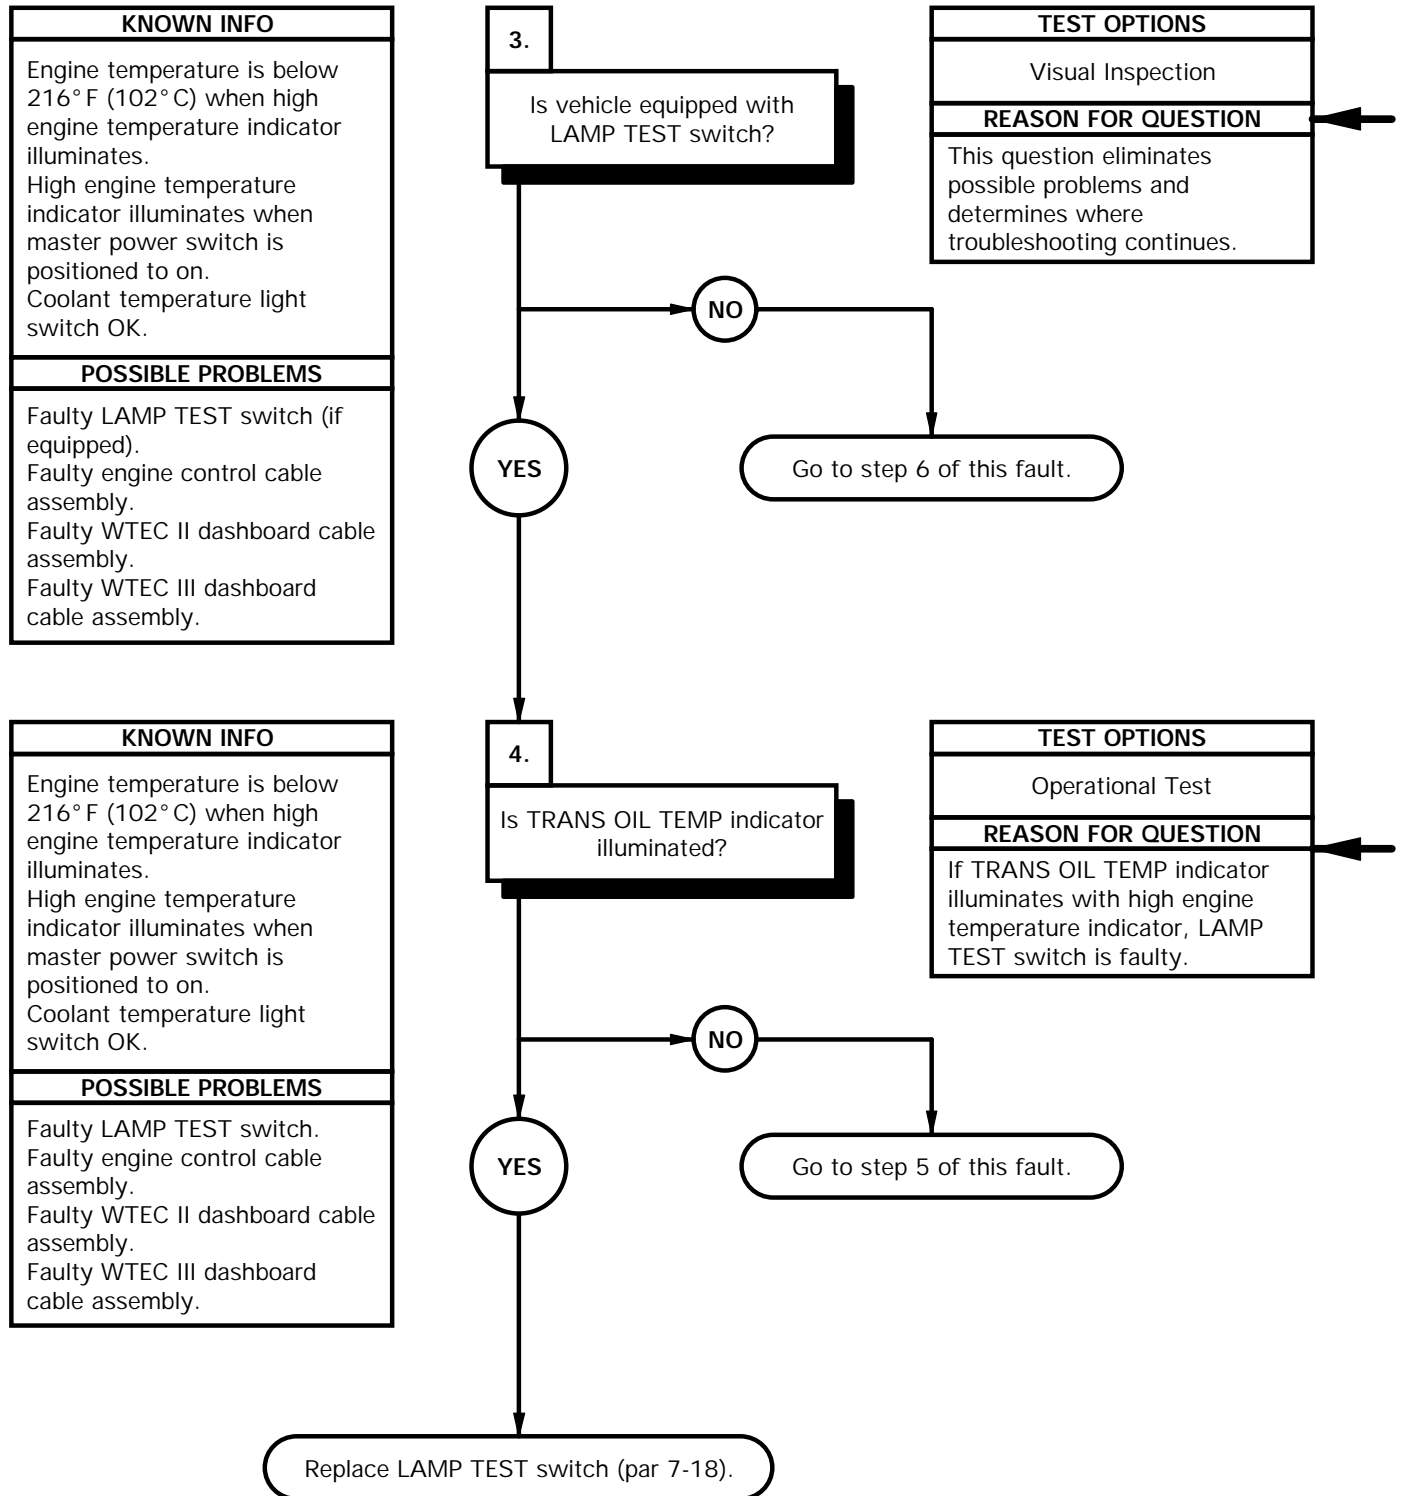 KNOWN INFO
Engine temperature is below
216° F (102° C) when high
engine temperature indicator
illuminates.
High engine temperature
indicator illuminates when
master power switch is
positioned to on.
Coolant temperature light
switch OK.
POSSIBLE PROBLEMS
Faulty LAMP TEST switch (if
equipped).
Faulty engine control cable
assembly.
Faulty WTEC II dashboard cable
assembly.
Faulty WTEC III dashboard
cable assembly.
3.
Is vehicle equipped with
LAMP TEST switch?
TEST OPTIONS
Visual Inspection
REASON FOR QUESTION
This question eliminates
possible problems and
determines where
troubleshooting continues.
NO
YES
Go to step 6 of this fault.
KNOWN INFO
Engine temperature is below
216° F (102° C) when high
engine temperature indicator
illuminates.
High engine temperature
indicator illuminates when
master power switch is
positioned to on.
Coolant temperature light
switch OK.
POSSIBLE PROBLEMS
Faulty LAMP TEST switch.
Faulty engine control cable
assembly.
Faulty WTEC II dashboard cable
assembly.
Faulty WTEC III dashboard
cable assembly.
4.
Is TRANS OIL TEMP indicator
illuminated?
TEST OPTIONS
Operational Test
REASON FOR QUESTION
If TRANS OIL TEMP indicator
illuminates with high engine
temperature indicator, LAMP
TEST switch is faulty.
NO
YES
Go to step 5 of this fault.
Replace LAMP TEST switch (par 7-18).